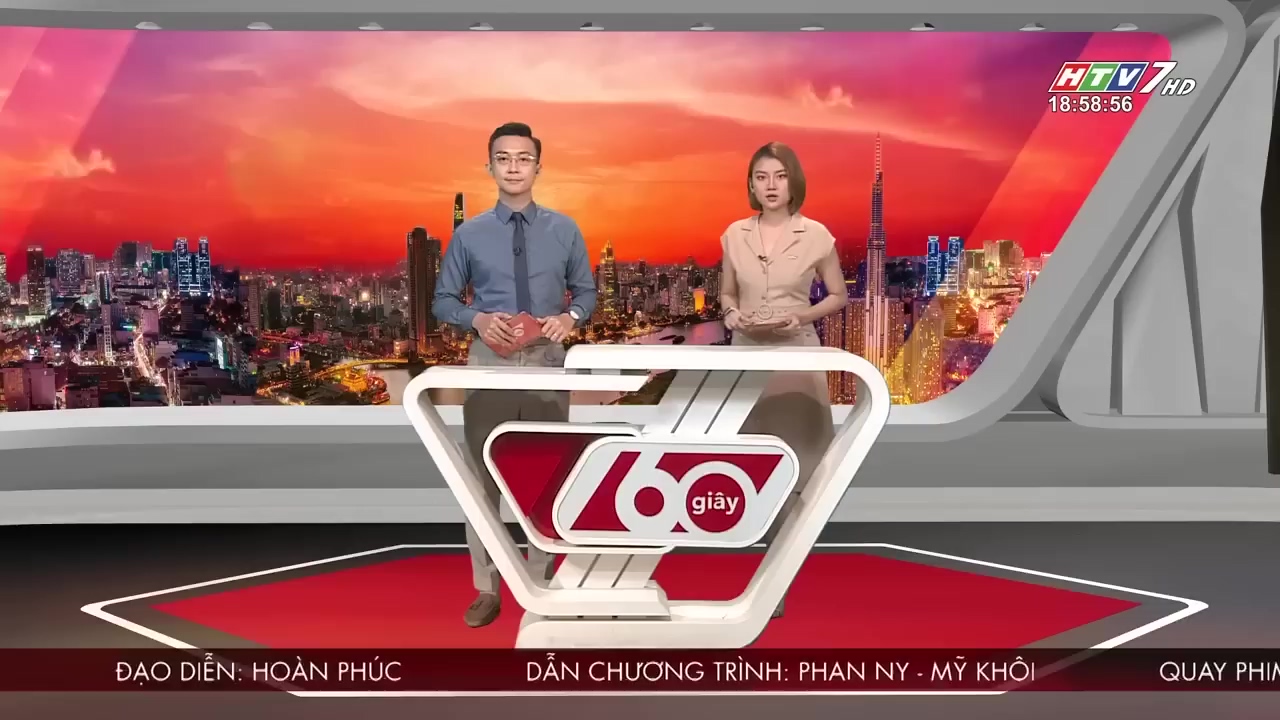 HTV7 HD
18:58:56
60 giây
ĐẠO DIỄN: HOÀN PHÚC DẪN CHƯƠNG TRÌNH: PHAN NY - MỸ KHÔI QUAY PHIM